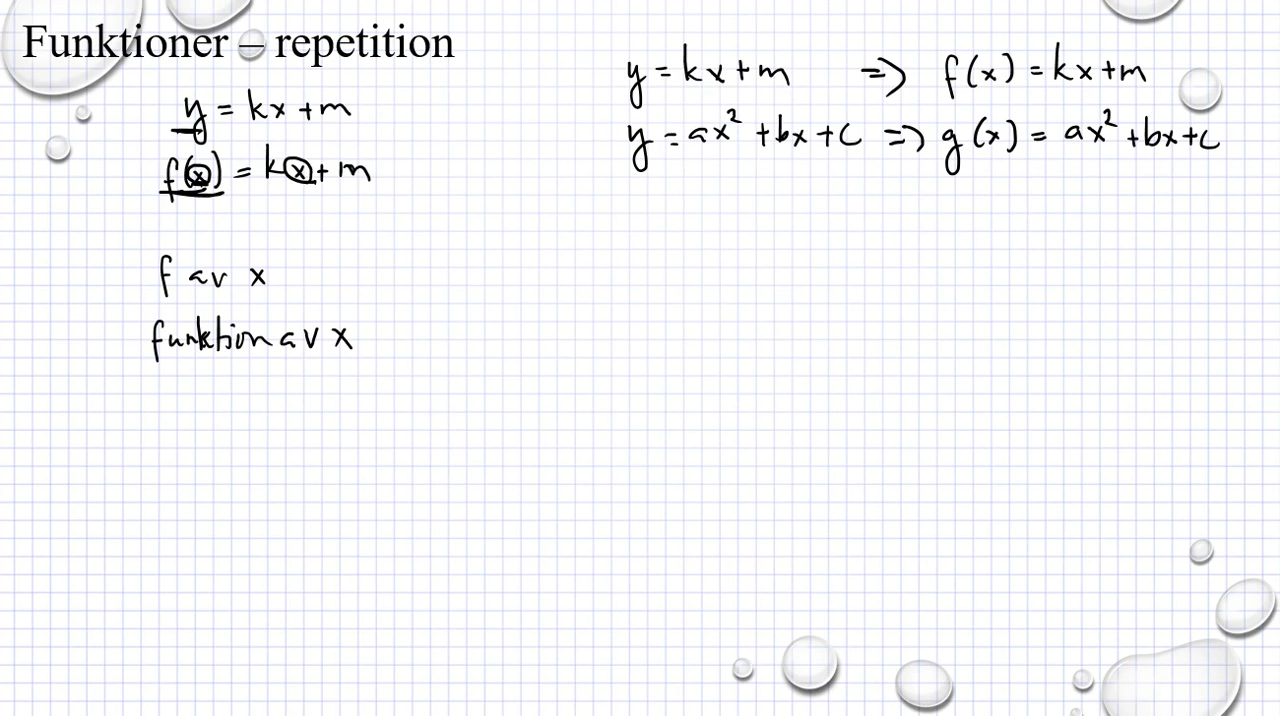 Funktioner – repetition
y = kx + m
f(x) = kx + m
f av x
funktion av x
y = kx + m => f(x) = kx + m
y = ax² + bx + c => g(x) = ax² + bx + c